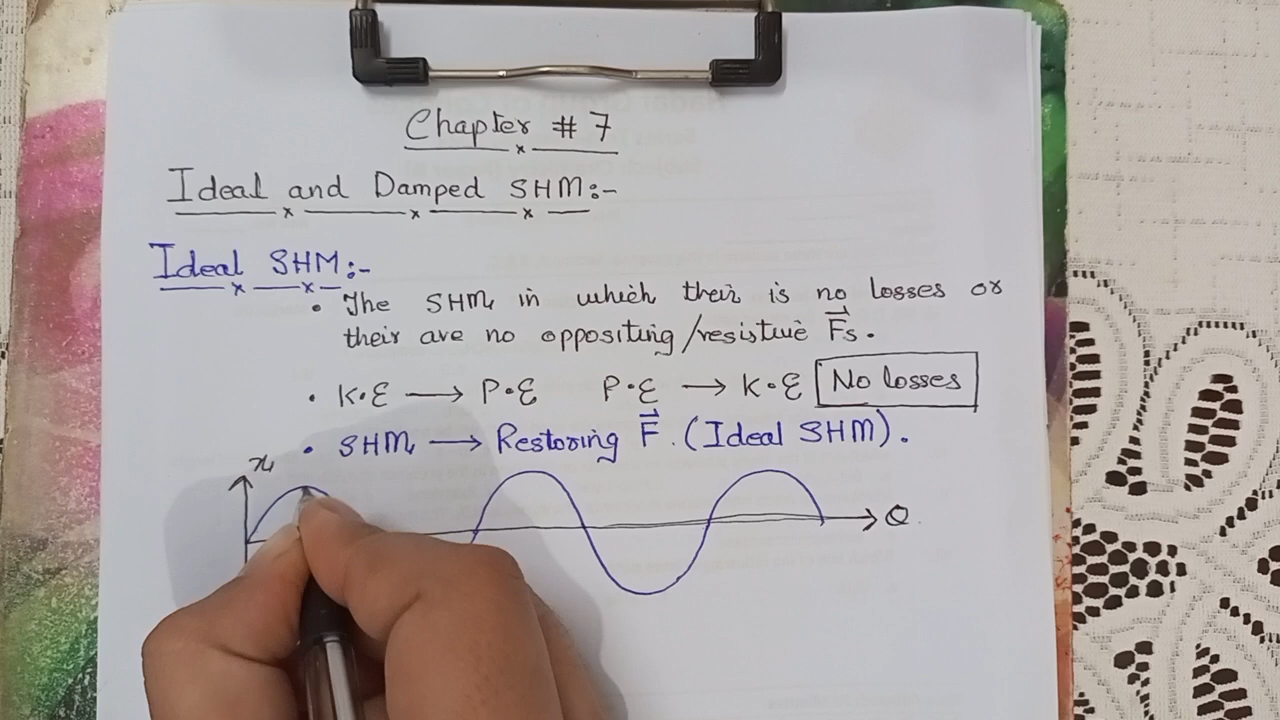 Chapter # 7
Ideal and Damped SHM:-
Ideal SHM:-
• The SHM in which their is no losses or
their are no oppositing/resistive F⃗s.
• K.E → P.E P.E → K.E No losses
• SHM → Restoring F⃗. (Ideal SHM).
x
θ